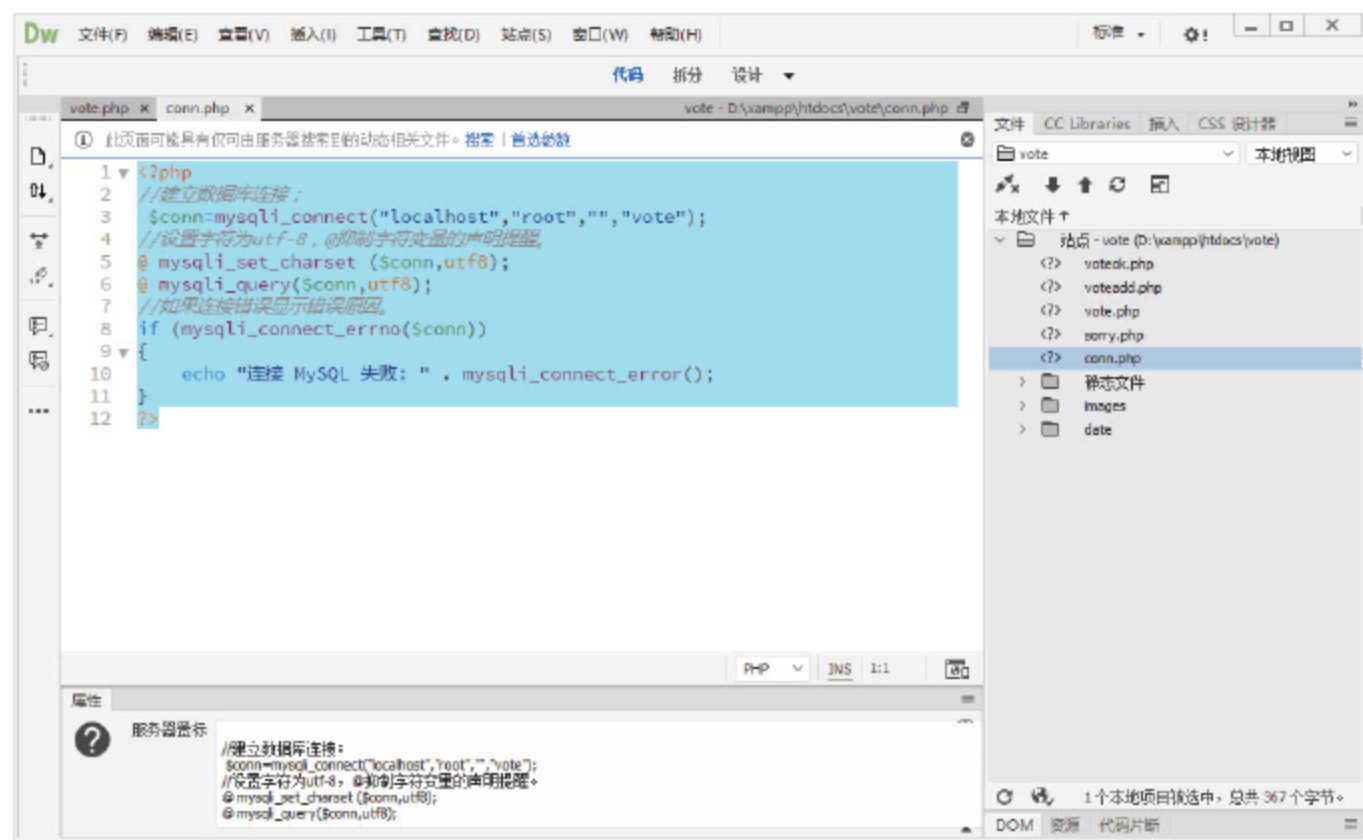 Dw 文件(F) 编辑(E) 查看(V) 插入(I) 工具(T) 查找(D) 站点(S) 窗口(W) 帮助(H) 标准
代码 拆分 设计
vote.php × conn.php × vote - D:\xampp\htdocs\vote\conn.php
此页面可能具有仅可由服务器搜索到的动态相关文件。搜索 | 首选参数
1 <?php
2 //建立数据库连接；
3 $conn=mysqli_connect("localhost","root","","vote");
4 //设置字符为utf-8，@抑制字符变量的声明提醒。
5 @ mysqli_set_charset ($conn,utf8);
6 @ mysqli_query($conn,utf8);
7 //如果连接错误显示错误原因。
8 if (mysqli_connect_errno($conn))
9 {
10 echo "连接 MySQL 失败: " . mysqli_connect_error();
11 }
12 ?>
PHP INS 1:1
属性
服务器置标
//建立数据库连接；
$conn=mysqli_connect("localhost","root","","vote");
//设置字符为utf-8，@抑制字符变量的声明提醒。
@ mysqli_set_charset ($conn,utf8);
@ mysqli_query($conn,utf8);
文件 CC Libraries 插入 CSS 设计器
vote 本地视图
本地文件↑
站点 - vote (D:\xampp\htdocs\vote)
voteok.php
voteadd.php
vote.php
sorry.php
conn.php
静态文件
images
date
1 个本地项目被选中，总共 367 个字节。
DOM 资源 代码片断